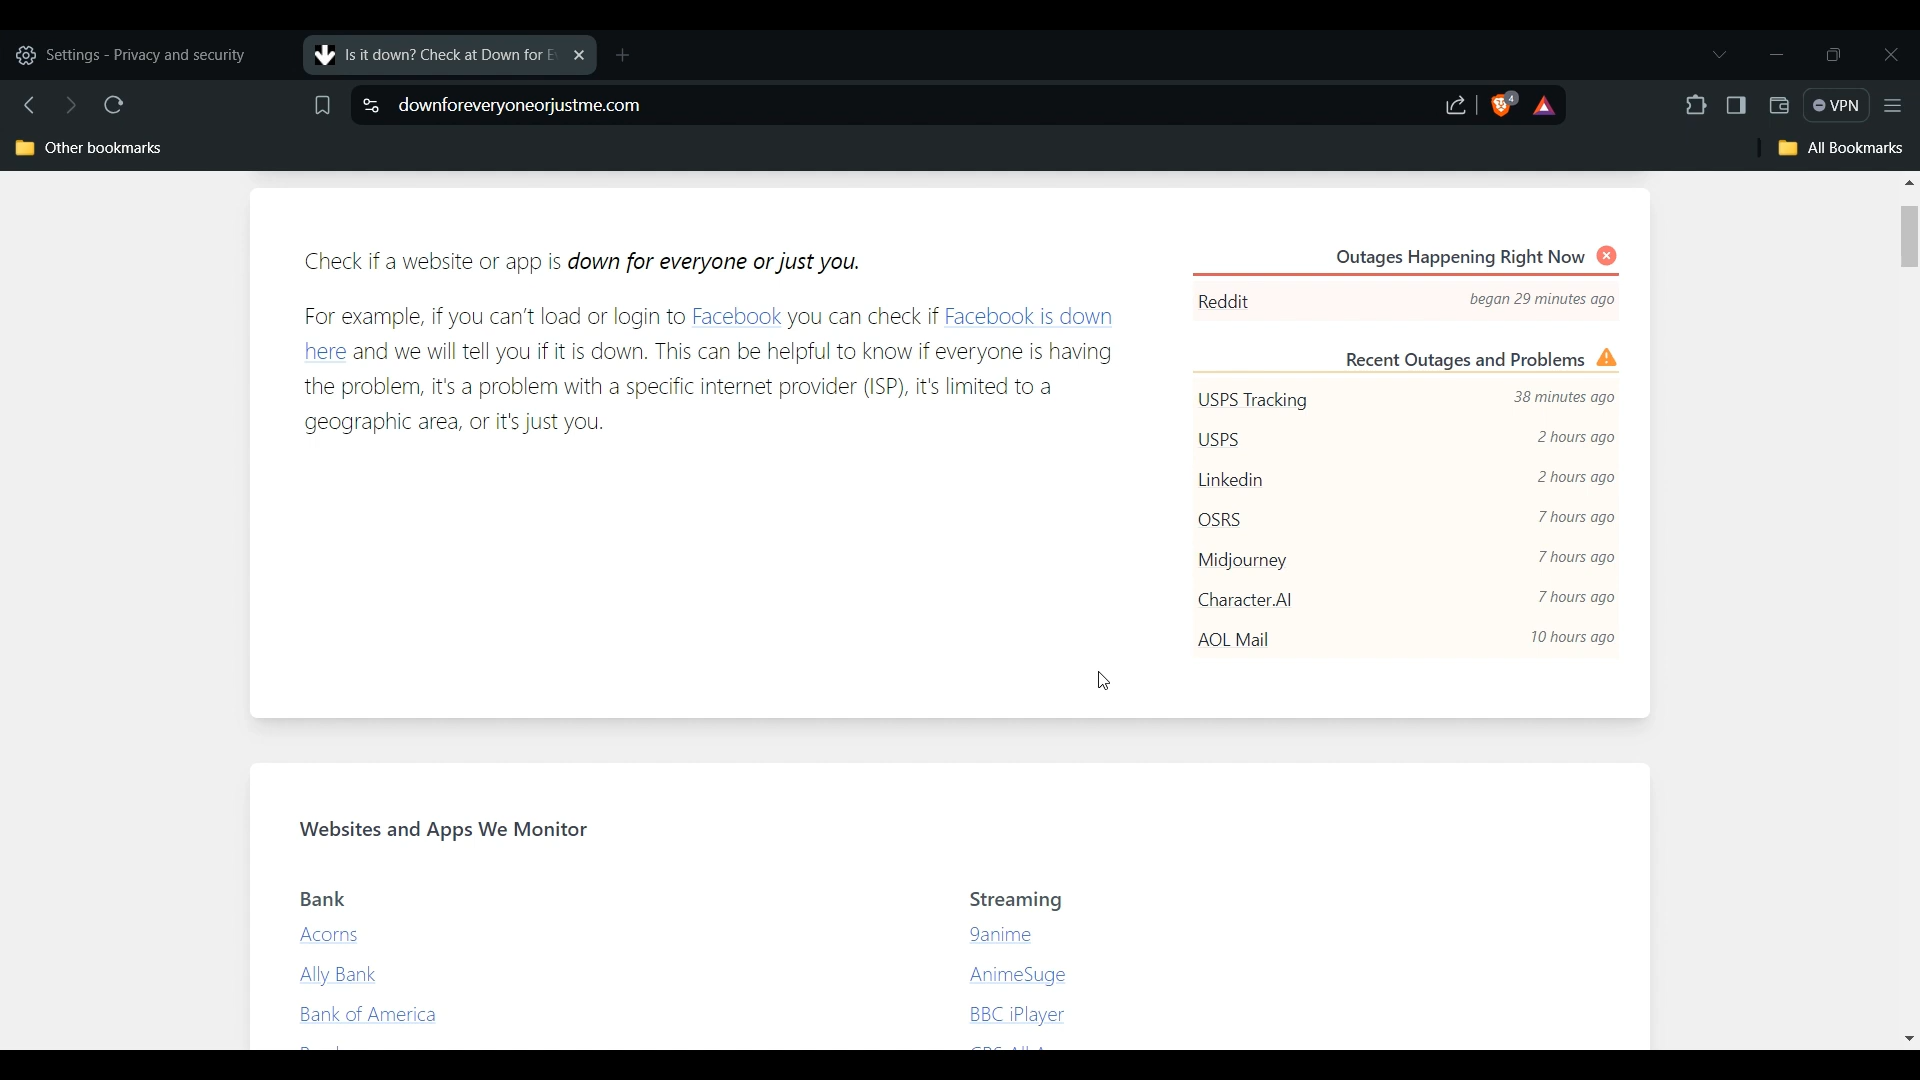 Settings - Privacy and security
Is it down? Check at Down for E
4
downforeveryoneorjustme.com
VPN
Other bookmarks
All Bookmarks
Check if a website or app is down for everyone or just you.
For example, if you can't load or login to Facebook you can check if Facebook is down
here and we will tell you if it is down. This can be helpful to know if everyone is having
the problem, it's a problem with a specific internet provider (ISP), it's limited to a
geographic area, or it's just you.
Outages Happening Right Now
Reddit began 29 minutes ago
Recent Outages and Problems
USPS Tracking 38 minutes ago
USPS 2 hours ago
Linkedin 2 hours ago
OSRS 7 hours ago
Midjourney 7 hours ago
Character.AI 7 hours ago
AOL Mail 10 hours ago
Websites and Apps We Monitor
Bank
Acorns
Ally Bank
Bank of America
Streaming
9anime
AnimeSuge
BBC iPlayer